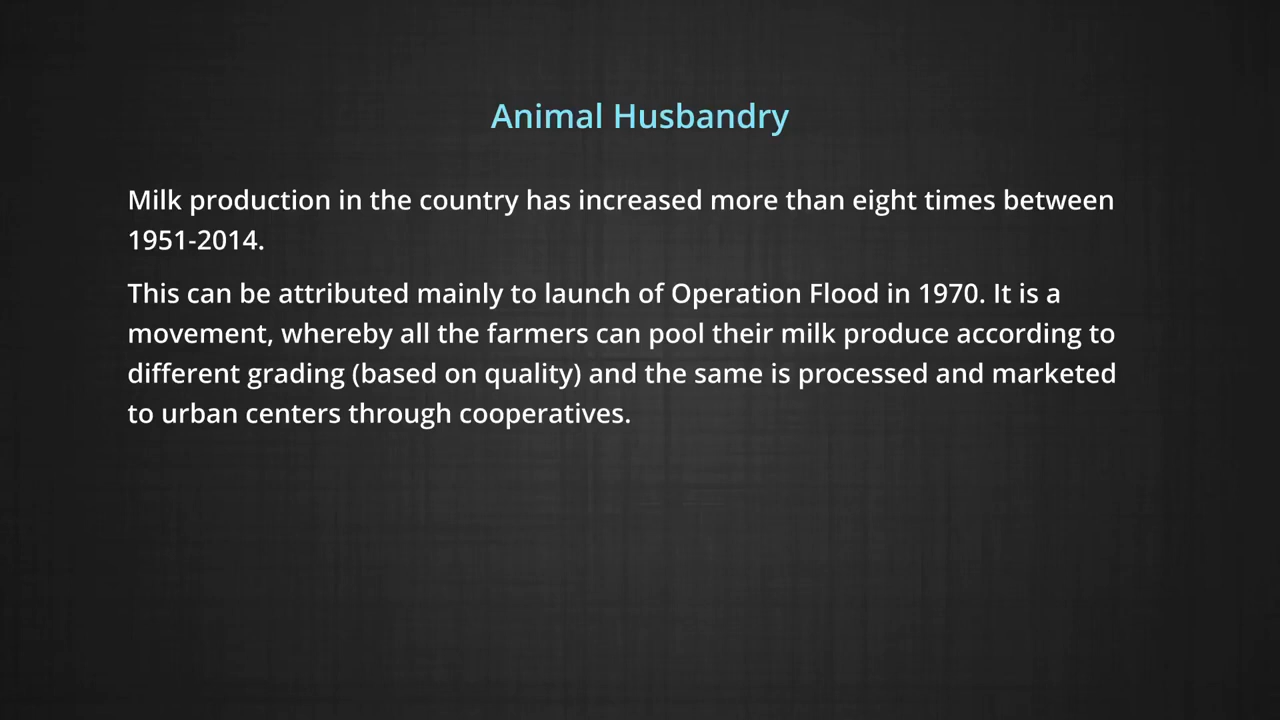 Animal Husbandry
Milk production in the country has increased more than eight times between
1951-2014.
This can be attributed mainly to launch of Operation Flood in 1970. It is a
movement, whereby all the farmers can pool their milk produce according to
different grading (based on quality) and the same is processed and marketed
to urban centers through cooperatives.